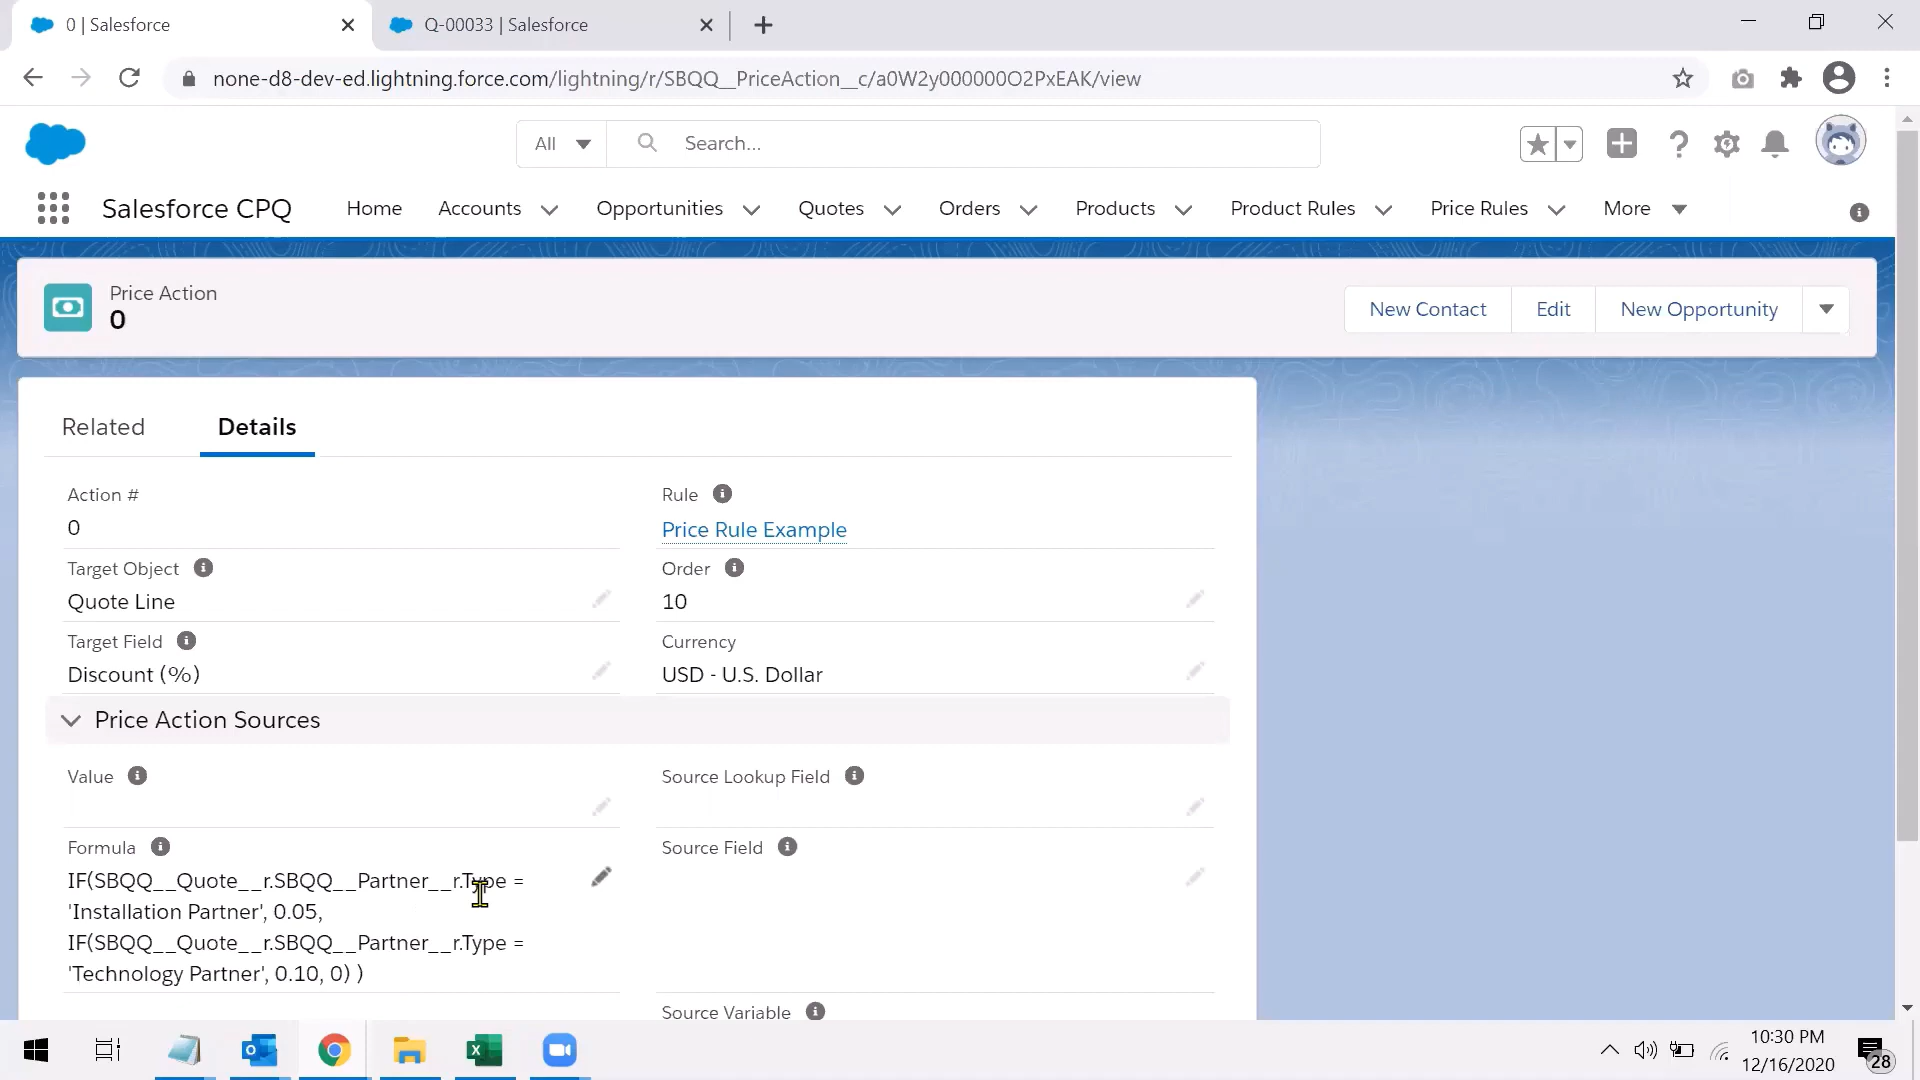 0 | Salesforce
Q-00033 | Salesforce
none-d8-dev-ed.lightning.force.com/lightning/r/SBQQ__PriceAction__c/a0W2y000000O2PxEAK/view
All
Search...
Salesforce CPQ
Home
Accounts
Opportunities
Quotes
Orders
Products
Product Rules
Price Rules
More
Price Action
0
New Contact
Edit
New Opportunity
Related
Details
Action #
0
Rule
Price Rule Example
Target Object
Quote Line
Order
10
Target Field
Discount (%)
Currency
USD - U.S. Dollar
Price Action Sources
Value
Source Lookup Field
Formula
IF(SBQQ__Quote__r.SBQQ__Partner__r.Type =
'Installation Partner', 0.05,
IF(SBQQ__Quote__r.SBQQ__Partner__r.Type =
'Technology Partner', 0.10, 0) )
Source Field
Source Variable
10:30 PM
12/16/2020
28